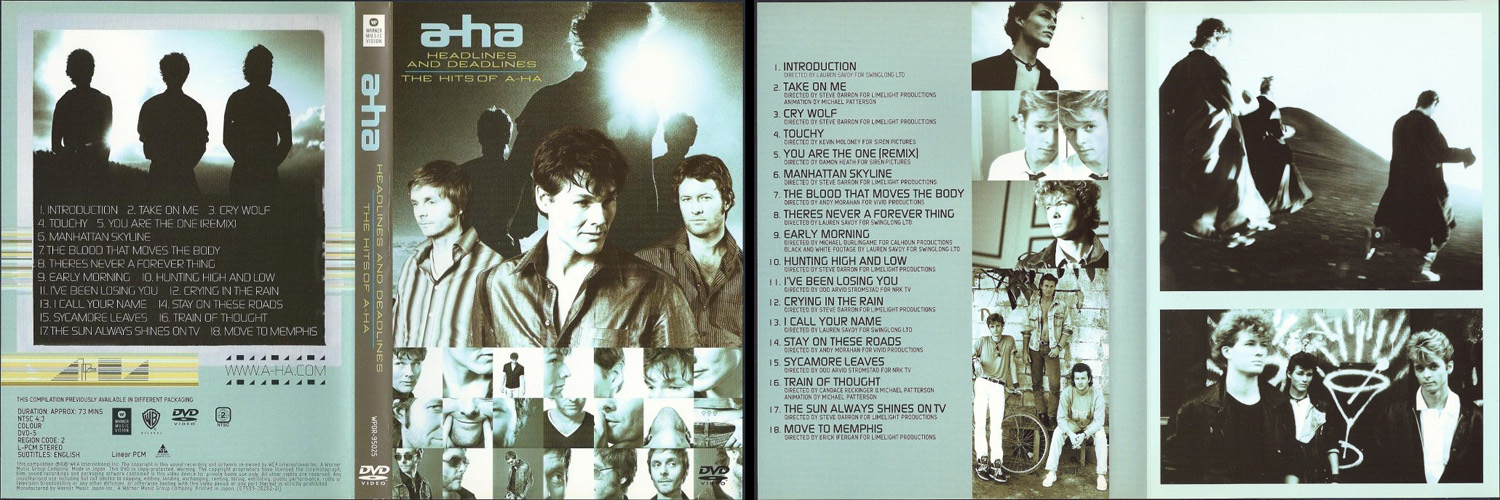 1. INTRODUCTION 2. TAKE ON ME 3. CRY WOLF
4. TOUCHY 5. YOU ARE THE ONE (REMIX)
6. MANHATTAN SKYLINE
7. THE BLOOD THAT MOVES THE BODY
8. THERES NEVER A FOREVER THING
9. EARLY MORNING 10. HUNTING HIGH AND LOW
11. I'VE BEEN LOSING YOU 12. CRYING IN THE RAIN
13. I CALL YOUR NAME 14. STAY ON THESE ROADS
15. SYCAMORE LEAVES 16. TRAIN OF THOUGHT
17. THE SUN ALWAYS SHINES ON TV 18. MOVE TO MEMPHIS
WWW.A-HA.COM
THIS COMPILATION PREVIOUSLY AVAILABLE IN DIFFERENT PACKAGING
DURATION: APPROX: 73 MINS
NTSC 4:3
COLOUR
DVD-5
REGION CODE: 2
L-PCM STEREO
SUBTITLES: ENGLISH
Linear PCM
DVD
VIDEO
2
NTSC
WARNER
MUSIC
VISION
a-ha
HEADLINES AND DEADLINES
THE HITS OF A-HA
WPBR-95025
DVD
VIDEO
a-ha
HEADLINES
AND DEADLINES
THE HITS OF A-HA
DVD
VIDEO
1. INTRODUCTION
DIRECTED BY LAUREN SAVOY FOR SWINGLONG LTD
2. TAKE ON ME
DIRECTED BY STEVE BARRON FOR LIMELIGHT PRODUCTIONS
ANIMATION BY MICHAEL PATTERSON
3. CRY WOLF
DIRECTED BY STEVE BARRON FOR LIMELIGHT PRODUCTIONS
4. TOUCHY
DIRECTED BY KEVIN MOLONEY FOR SIREN PICTURES
5. YOU ARE THE ONE (REMIX)
DIRECTED BY DAMON HEATH FOR SIREN PICTURES
6. MANHATTAN SKYLINE
DIRECTED BY STEVE BARRON FOR LIMELIGHT PRODUCTIONS
7. THE BLOOD THAT MOVES THE BODY
DIRECTED BY ANDY MORAHAN FOR VIVID PRODUCTIONS
8. THERES NEVER A FOREVER THING
DIRECTED BY LAUREN SAVOY FOR SWINGLONG LTD
9. EARLY MORNING
DIRECTED BY MICHAEL BURLINGAME FOR CALHOUN PRODUCTIONS
BLACK AND WHITE FOOTAGE BY LAUREN SAVOY FOR SWINGLONG LTD
10. HUNTING HIGH AND LOW
DIRECTED BY STEVE BARRON FOR LIMELIGHT PRODUCTIONS
11. I'VE BEEN LOSING YOU
DIRECTED BY ODD ARVID STROMSTAD FOR NRK TV
12. CRYING IN THE RAIN
DIRECTED BY STEVE BARRON FOR LIMELIGHT PRODUCTIONS
13. I CALL YOUR NAME
DIRECTED BY LAUREN SAVOY FOR SWINGLONG LTD
14. STAY ON THESE ROADS
DIRECTED BY ANDY MORAHAN FOR VIVID PRODUCTIONS
15. SYCAMORE LEAVES
DIRECTED BY ODD ARVID STROMSTAD FOR NRK TV
16. TRAIN OF THOUGHT
DIRECTED BY CANDACE RECKINGER & MICHAEL PATTERSON
ANIMATION BY MICHAEL PATTERSON
17. THE SUN ALWAYS SHINES ON TV
DIRECTED BY STEVE BARRON FOR LIMELIGHT PRODUCTIONS
18. MOVE TO MEMPHIS
DIRECTED BY ERICK IFERGAN FOR LIMELIGHT PRODUCTIONS